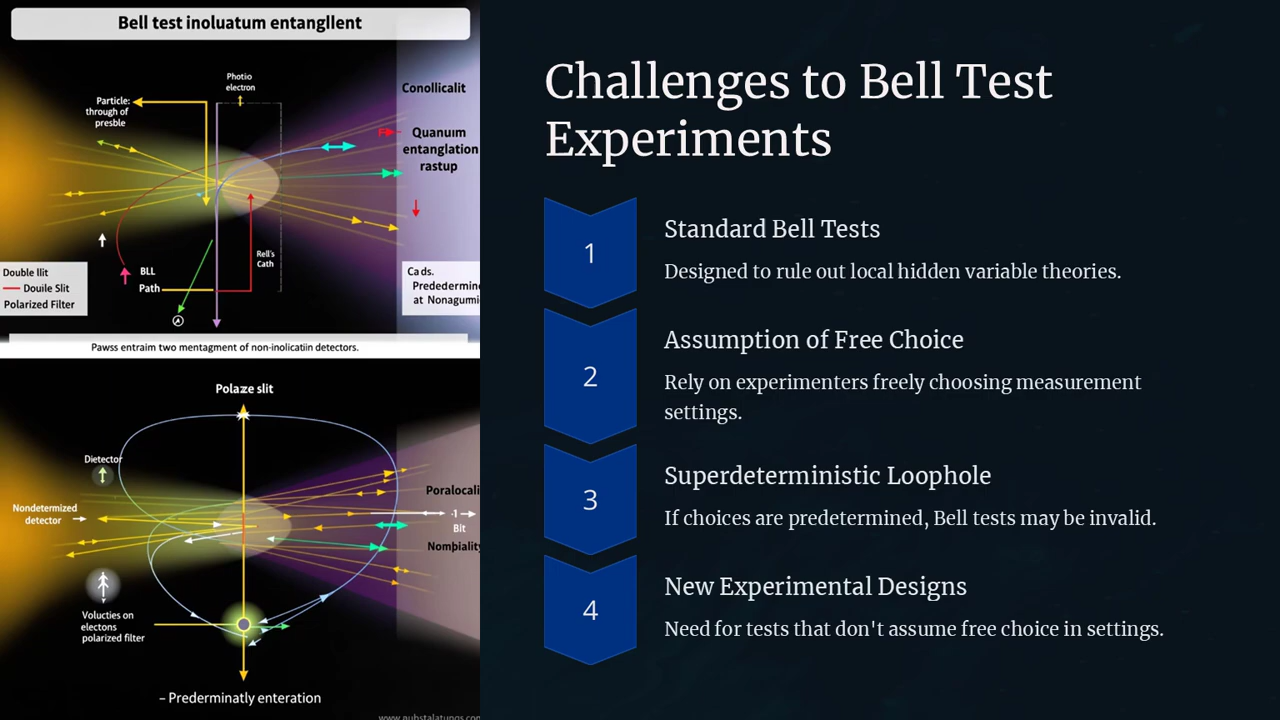 Bell test inoluatum entangllent
Photio
electron
Particle:
through of
presble
Conollicalit
Quanuım
entanglation
rastup
Rell's
Cath
Double llit
Douile Slit
Polarized Filter
BLL
Path
Ca ds.
Prededermin
at Nonagumi
Pawss entraim two mentagment of non-inolicatiin detectors.
Polaze slit
Dietector
Nondetermized
detector
Poralocali
-1
Bit
Nompiality
Volucties on
electons
polarized filter
– Prederminatly enteration
Challenges to Bell Test
Experiments
1
Standard Bell Tests
Designed to rule out local hidden variable theories.
2
Assumption of Free Choice
Rely on experimenters freely choosing measurement
settings.
3
Superdeterministic Loophole
If choices are predetermined, Bell tests may be invalid.
4
New Experimental Designs
Need for tests that don't assume free choice in settings.